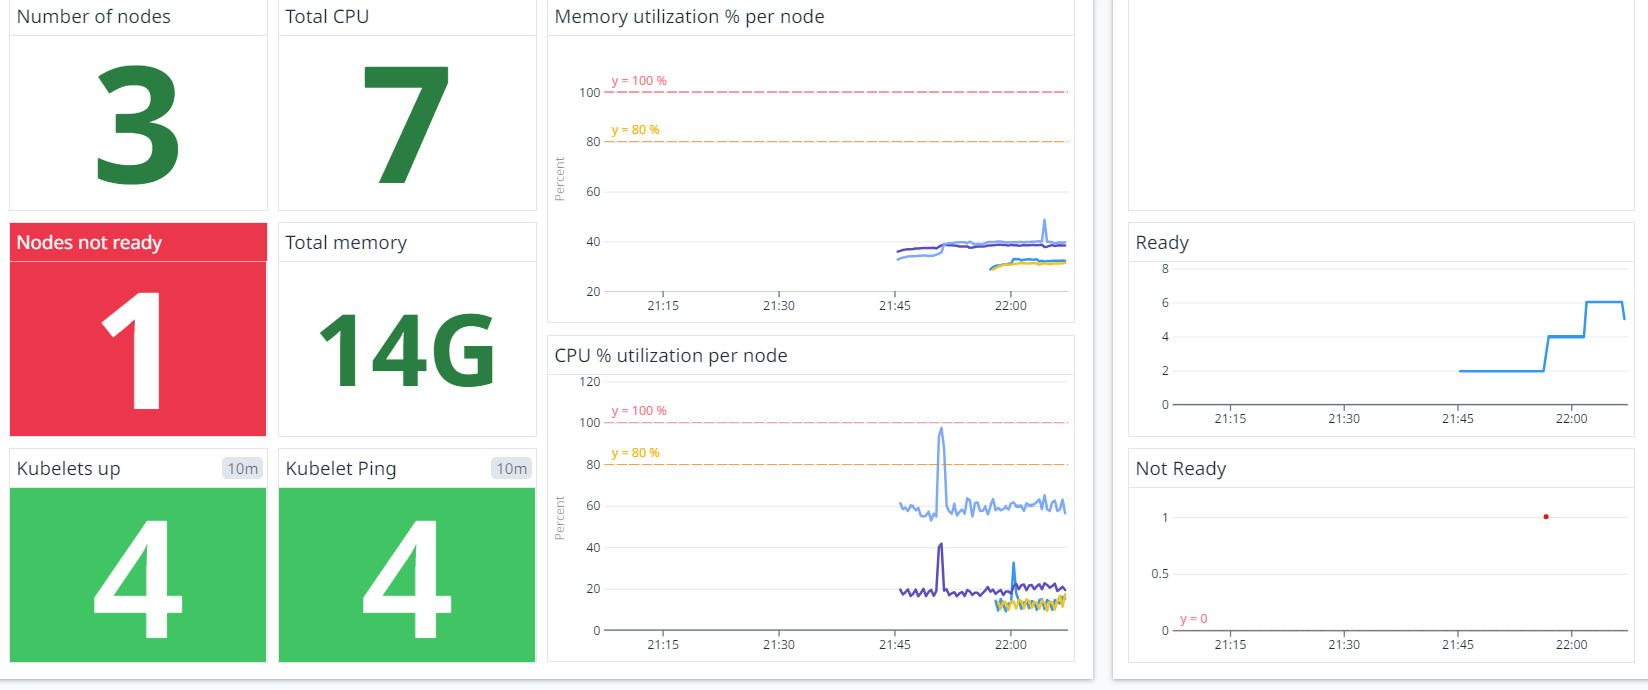 Number of nodes
3
Total CPU
7
Memory utilization % per node
y = 100 %
100
y = 80 %
80
60
40
20
Percent
21:15 21:30 21:45 22:00
Nodes not ready
1
Total memory
14G
CPU % utilization per node
120
y = 100 %
100
y = 80 %
80
60
40
20
0
Percent
21:15 21:30 21:45 22:00
Kubelets up 10m
4
Kubelet Ping 10m
4
Ready
8
6
4
2
0
21:15 21:30 21:45 22:00
Not Ready
1
0.5
y = 0
0
21:15 21:30 21:45 22:00